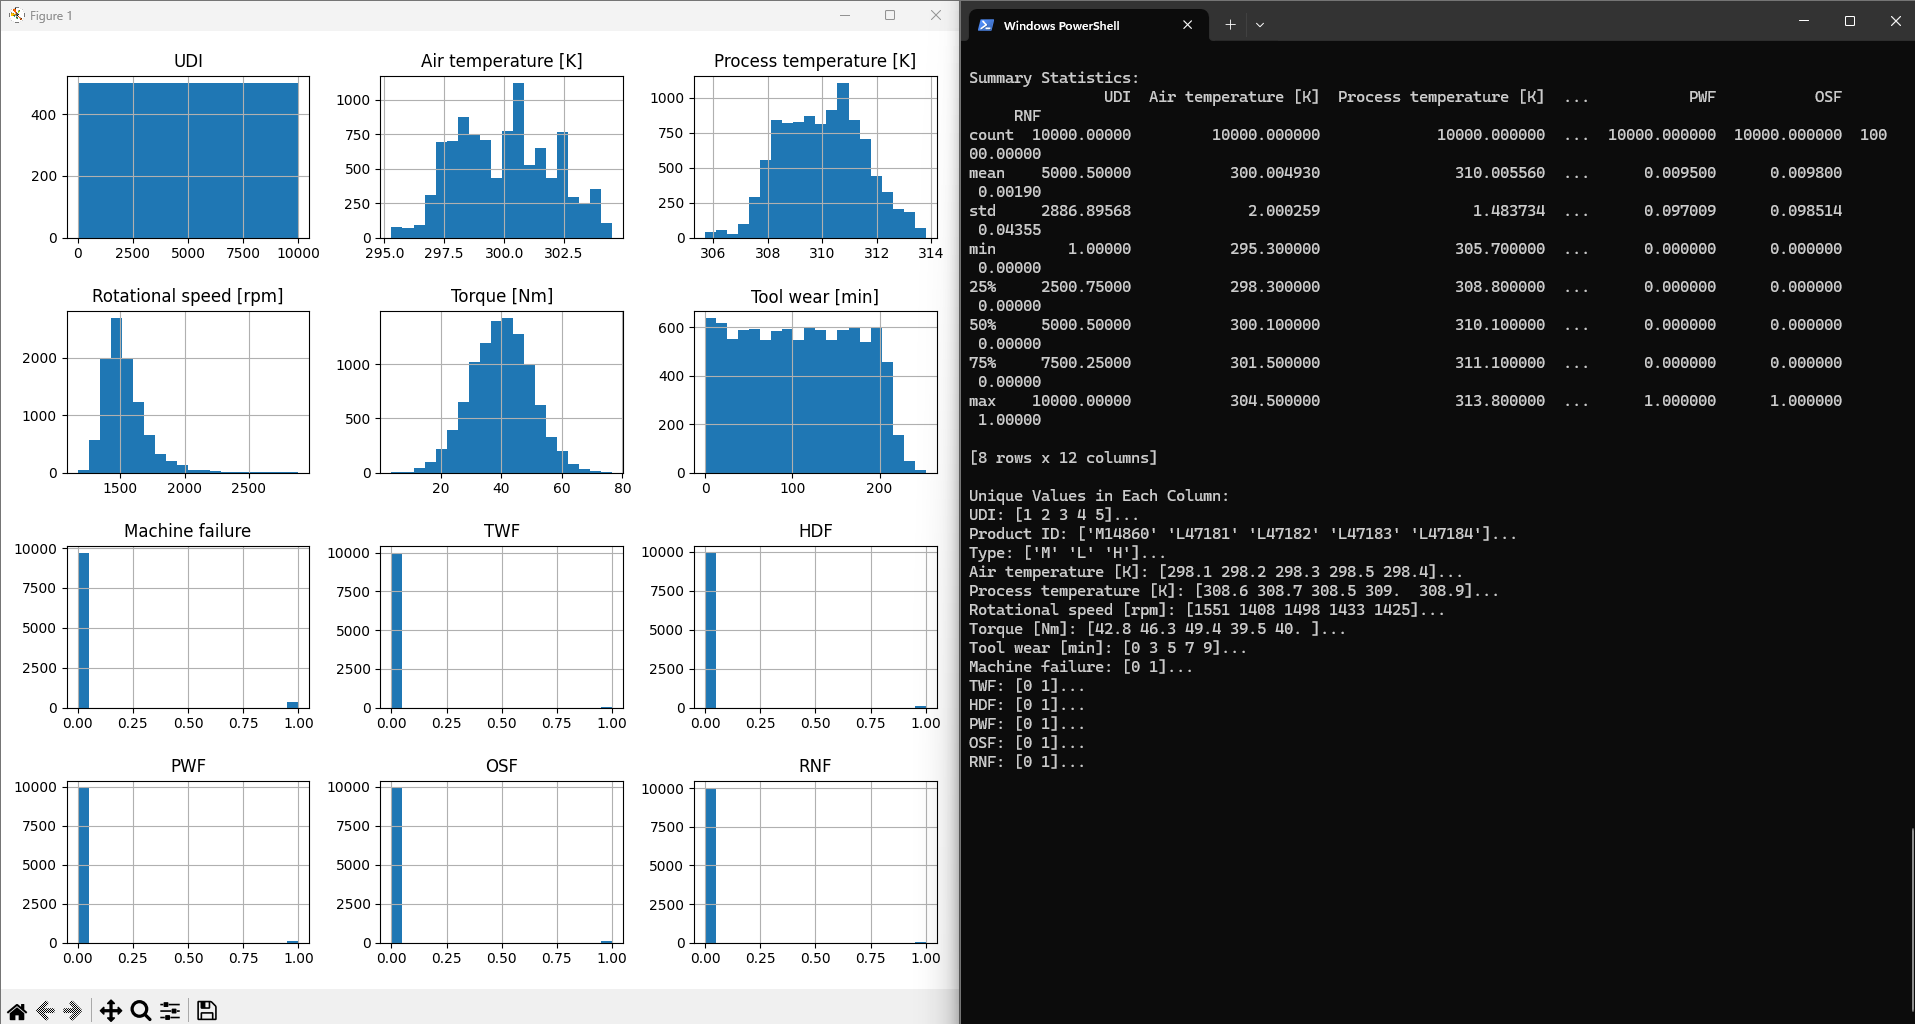 Figure 1
UDI
400
200
0
0 2500 5000 7500 10000
Air temperature [K]
1000
750
500
250
0
295.0 297.5 300.0 302.5
Process temperature [K]
1000
750
500
250
0
306 308 310 312 314
Rotational speed [rpm]
2000
1000
0
1500 2000 2500
Torque [Nm]
1000
500
0
20 40 60 80
Tool wear [min]
600
400
200
0
0 100 200
Machine failure
10000
7500
5000
2500
0
0.00 0.25 0.50 0.75 1.00
TWF
10000
7500
5000
2500
0
0.00 0.25 0.50 0.75 1.00
HDF
10000
7500
5000
2500
0
0.00 0.25 0.50 0.75 1.00
PWF
10000
7500
5000
2500
0
0.00 0.25 0.50 0.75 1.00
OSF
10000
7500
5000
2500
0
0.00 0.25 0.50 0.75 1.00
RNF
10000
7500
5000
2500
0
0.00 0.25 0.50 0.75 1.00
Windows PowerShell
Summary Statistics:
UDI Air temperature [K] Process temperature [K] ... PWF OSF
RNF
count 10000.00000 10000.000000 10000.000000 ... 10000.000000 10000.000000 100
00.00000
mean 5000.50000 300.004930 310.005560 ... 0.009500 0.009800
0.00190
std 2886.89568 2.000259 1.483734 ... 0.097009 0.098514
0.04355
min 1.00000 295.300000 305.700000 ... 0.000000 0.000000
0.00000
25% 2500.75000 298.300000 308.800000 ... 0.000000 0.000000
0.00000
50% 5000.50000 300.100000 310.100000 ... 0.000000 0.000000
0.00000
75% 7500.25000 301.500000 311.100000 ... 0.000000 0.000000
0.00000
max 10000.00000 304.500000 313.800000 ... 1.000000 1.000000
1.00000
[8 rows x 12 columns]
Unique Values in Each Column:
UDI: [1 2 3 4 5]...
Product ID: ['M14860' 'L47181' 'L47182' 'L47183' 'L47184']...
Type: ['M' 'L' 'H']...
Air temperature [K]: [298.1 298.2 298.3 298.5 298.4]...
Process temperature [K]: [308.6 308.7 308.5 309.  308.9]...
Rotational speed [rpm]: [1551 1408 1498 1433 1425]...
Torque [Nm]: [42.8 46.3 49.4 39.5 40. ]...
Tool wear [min]: [0 3 5 7 9]...
Machine failure: [0 1]...
TWF: [0 1]...
HDF: [0 1]...
PWF: [0 1]...
OSF: [0 1]...
RNF: [0 1]...